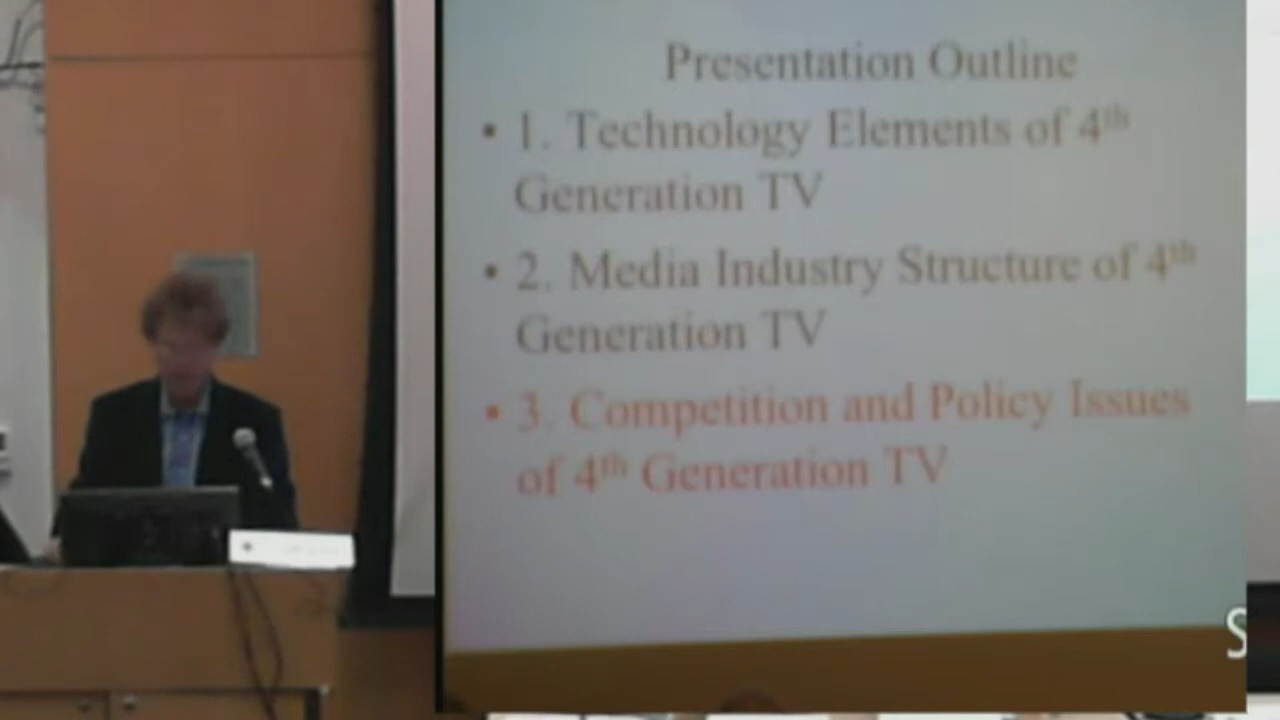 Presentation Outline
• 1. Technology Elements of 4th
Generation TV
• 2. Media Industry Structure of 4th
Generation TV
• 3. Competition and Policy Issues
of 4th Generation TV
S